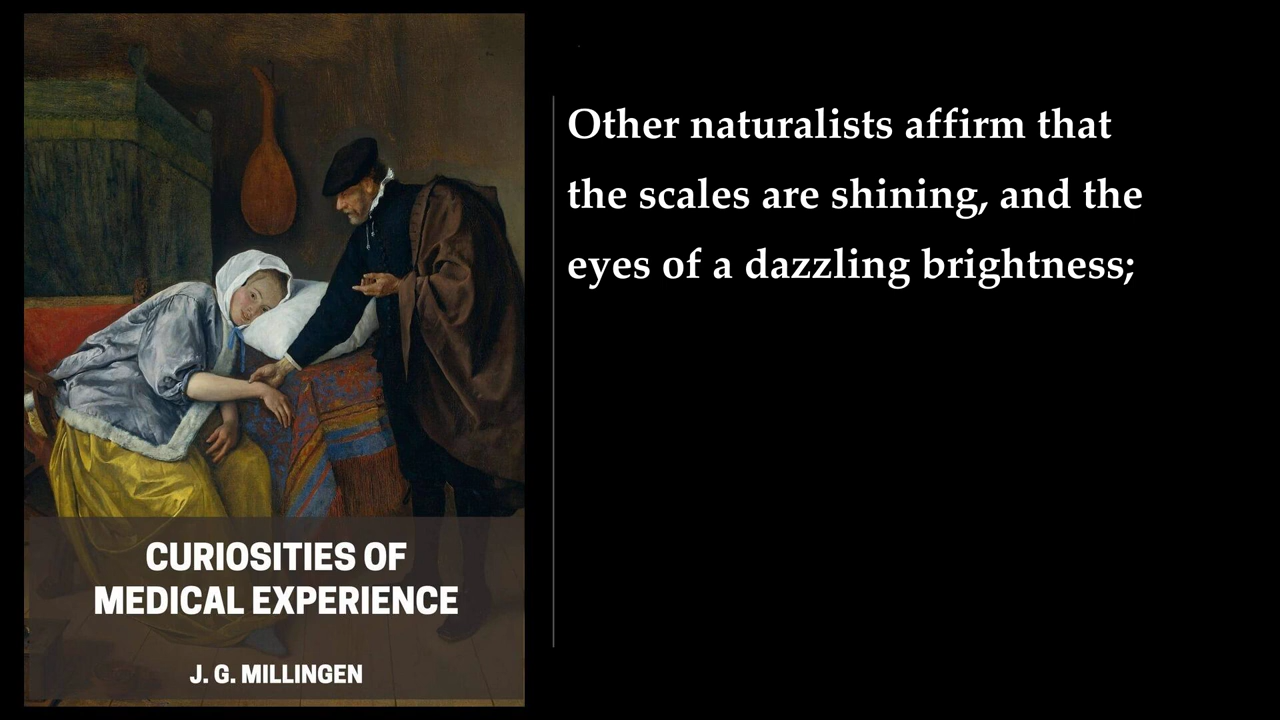 Other naturalists affirm that
the scales are shining, and the
eyes of a dazzling brightness;
CURIOSITIES OF
MEDICAL EXPERIENCE
J. G. MILLINGEN